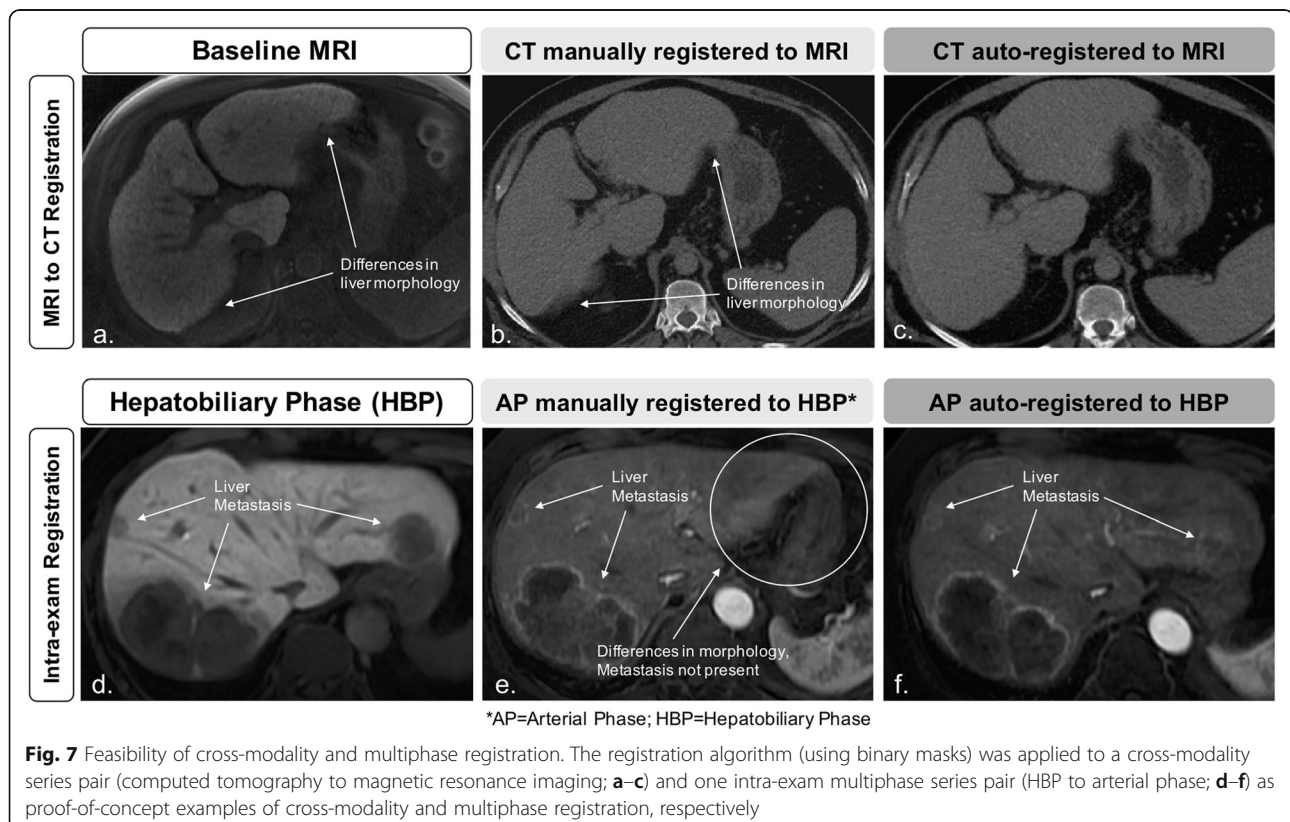 Baseline MRI
CT manually registered to MRI
CT auto-registered to MRI
MRI to CT Registration
Differences in
liver morphology
a.
Differences in
liver morphology
b.
c.
Hepatobiliary Phase (HBP)
AP manually registered to HBP*
AP auto-registered to HBP
Intra-exam Registration
Liver
Metastasis
d.
Liver
Metastasis
Differences in morphology,
Metastasis not present
e.
Liver
Metastasis
f.
*AP=Arterial Phase; HBP=Hepatobiliary Phase
Fig. 7 Feasibility of cross-modality and multiphase registration. The registration algorithm (using binary masks) was applied to a cross-modality
series pair (computed tomography to magnetic resonance imaging; a–c) and one intra-exam multiphase series pair (HBP to arterial phase; d–f) as
proof-of-concept examples of cross-modality and multiphase registration, respectively